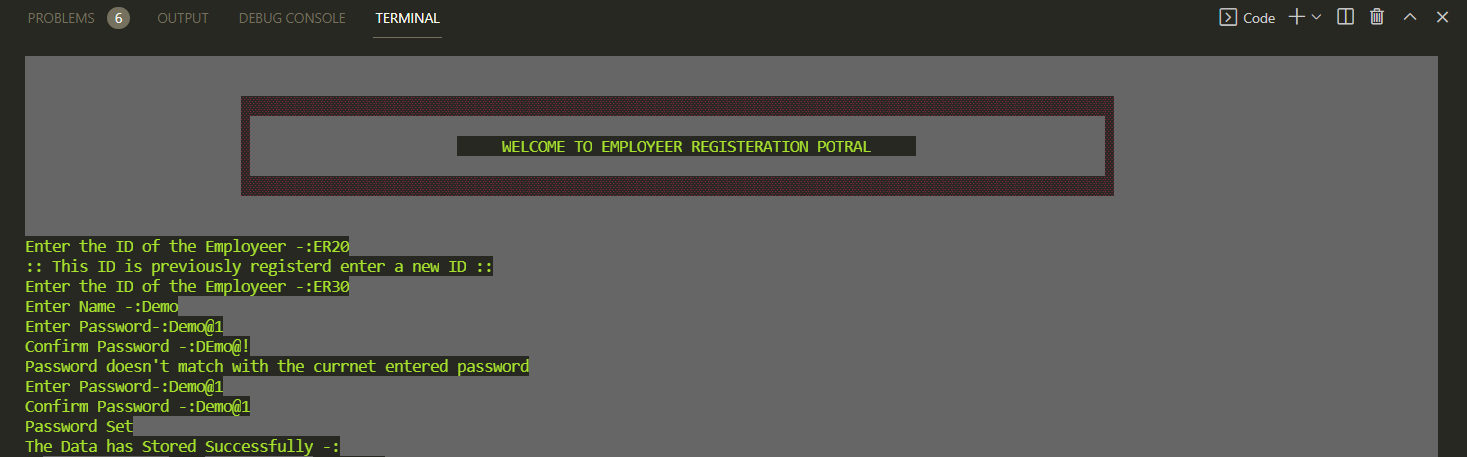 PROBLEMS 6 OUTPUT DEBUG CONSOLE TERMINAL Code
WELCOME TO EMPLOYEER REGISTERATION POTRAL
Enter the ID of the Employeer -:ER20
:: This ID is previously registerd enter a new ID ::
Enter the ID of the Employeer -:ER30
Enter Name -:Demo
Enter Password-:Demo@1
Confirm Password -:DEmo@!
Password doesn't match with the currnet entered password
Enter Password-:Demo@1
Confirm Password -:Demo@1
Password Set
The Data has Stored Successfully -: